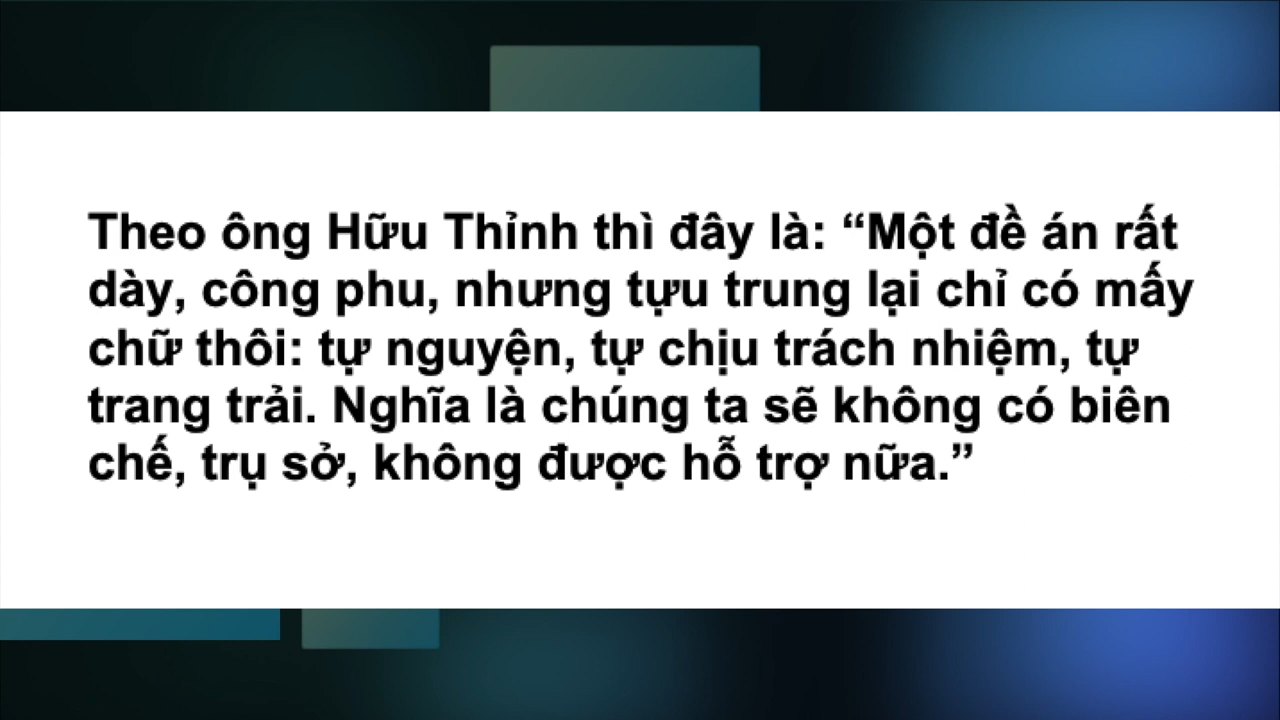 Theo ông Hữu Thỉnh thì đây là: “Một đề án rất
dày, công phu, nhưng tựu trung lại chỉ có mấy
chữ thôi: tự nguyện, tự chịu trách nhiệm, tự
trang trải. Nghĩa là chúng ta sẽ không có biên
chế, trụ sở, không được hỗ trợ nữa.”